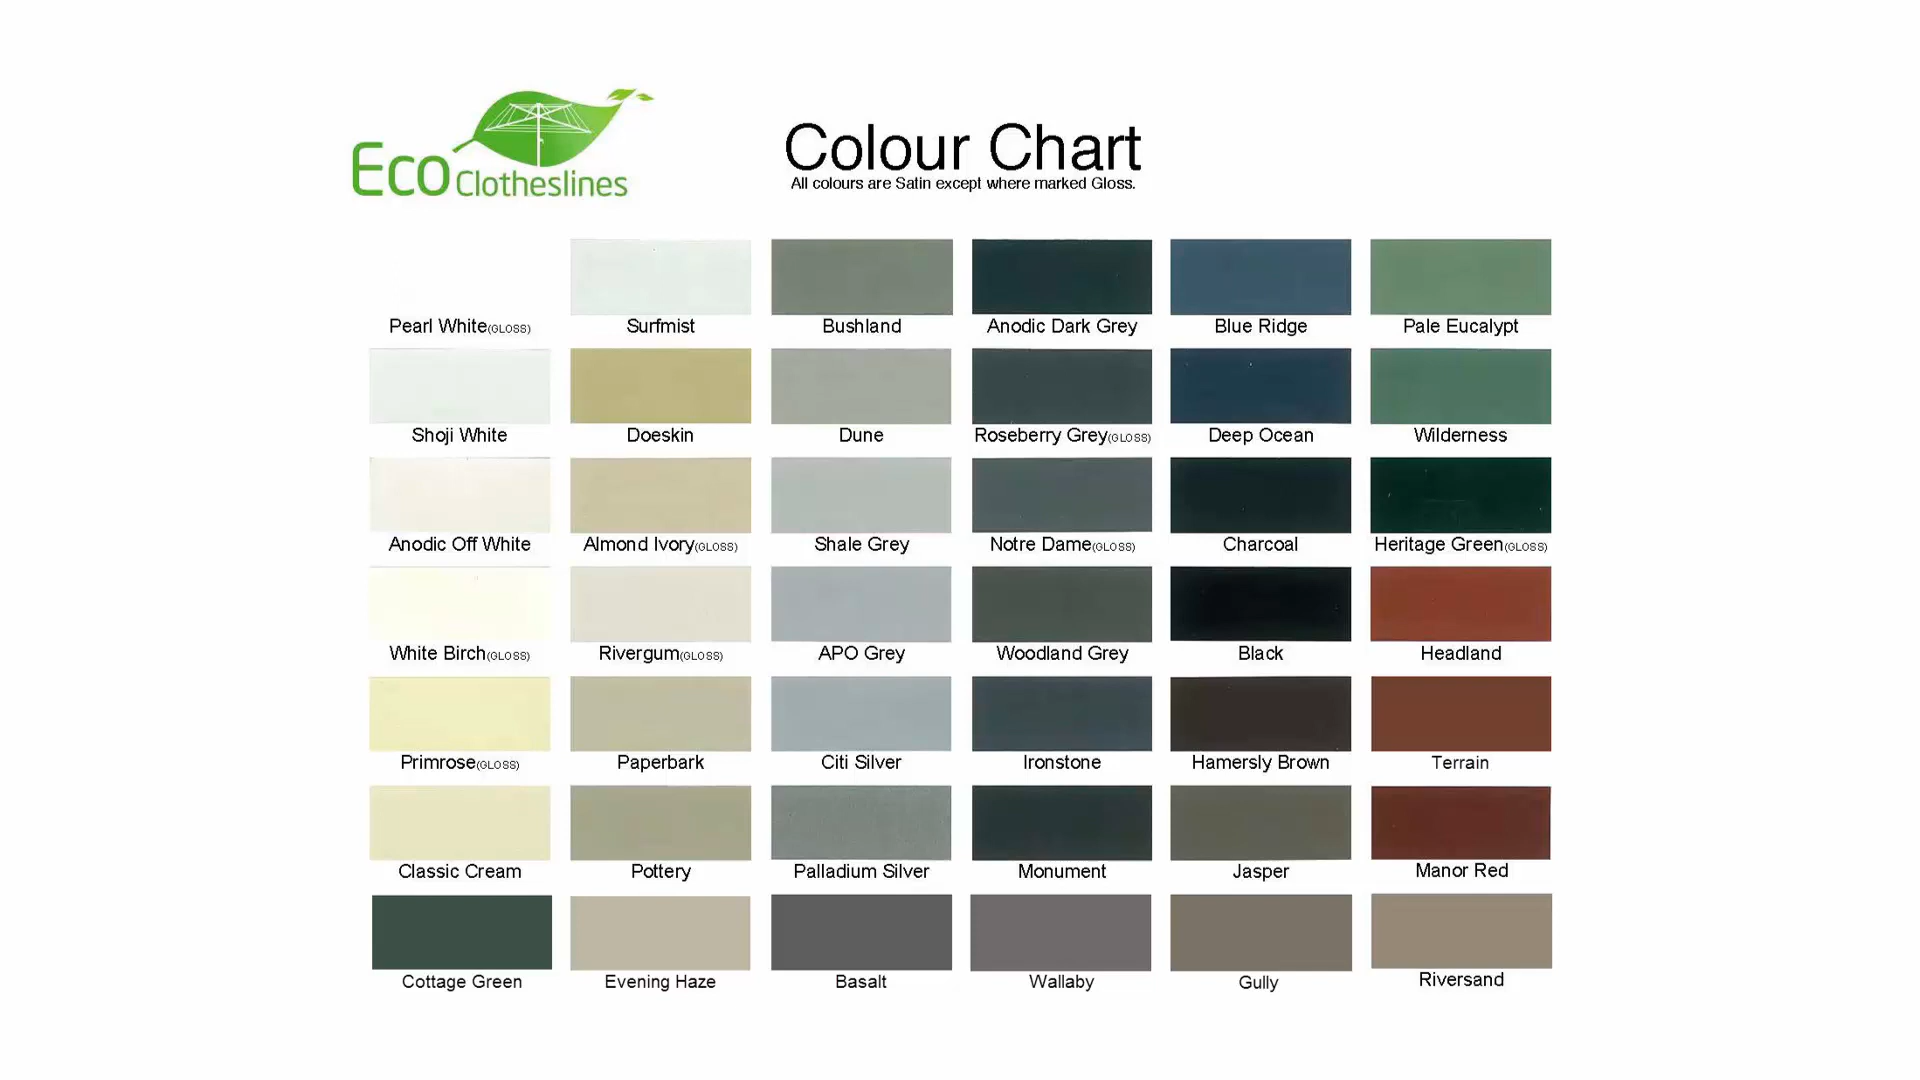 Eco Clotheslines
Colour Chart
All colours are Satin except where marked Gloss.
Pearl White(GLOSS) Surfmist Bushland Anodic Dark Grey Blue Ridge Pale Eucalypt
Shoji White Doeskin Dune Roseberry Grey(GLOSS) Deep Ocean Wilderness
Anodic Off White Almond Ivory(GLOSS) Shale Grey Notre Dame(GLOSS) Charcoal Heritage Green(GLOSS)
White Birch(GLOSS) Rivergum(GLOSS) APO Grey Woodland Grey Black Headland
Primrose(GLOSS) Paperbark Citi Silver Ironstone Hamersly Brown Terrain
Classic Cream Pottery Palladium Silver Monument Jasper Manor Red
Cottage Green Evening Haze Basalt Wallaby Gully Riversand